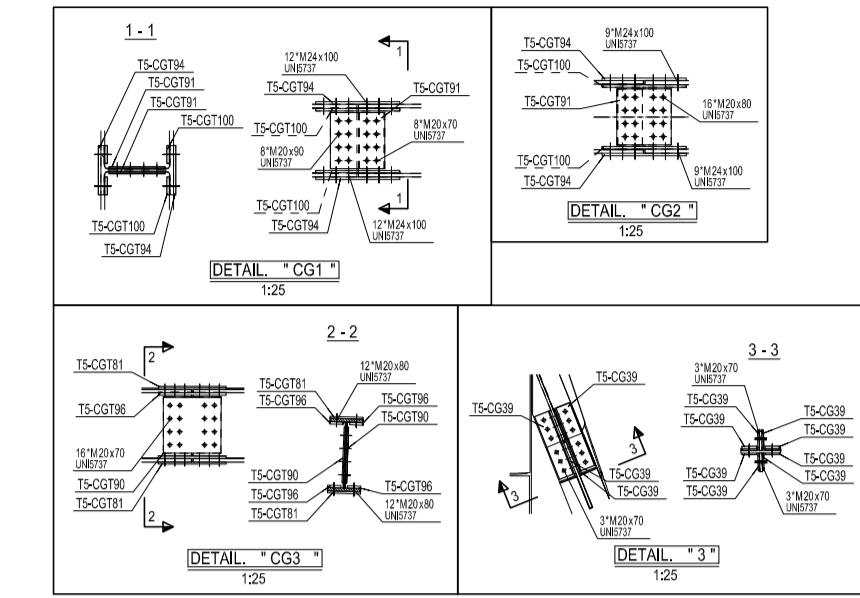 1 - 1
T5-CGT94
T5-CGT91
T5-CGT91
T5-CGT100
T5-CGT100
T5-CGT94
12*M24x100
UNI5737
T5-CGT94
T5-CGT91
T5-CGT100
8*M20x90
UNI5737
8*M20x70
UNI5737
T5-CGT100
T5-CGT94
12*M24x100
UNI5737
1
1
DETAIL. " CG1 "
1:25
9*M24x100
UNI5737
T5-CGT94
T5-CGT100
T5-CGT91
16*M20x80
UNI5737
T5-CGT100
T5-CGT94
9*M24x100
UNI5737
DETAIL. " CG2 "
1:25
2
T5-CGT81
T5-CGT96
16*M20x70
UNI5737
T5-CGT90
T5-CGT81
2
2 - 2
12*M20x80
UNI5737
T5-CGT81
T5-CGT96
T5-CGT96
T5-CGT90
T5-CGT90
T5-CGT96
T5-CGT81
T5-CGT96
12*M20x80
UNI5737
DETAIL. " CG3 "
1:25
T5-CG39
T5-CG39
3
3
T5-CG39
T5-CG39
3*M20x70
UNI5737
3 - 3
3*M20x70
UNI5737
T5-CG39
T5-CG39
T5-CG39
T5-CG39
T5-CG39
T5-CG39
T5-CG39
T5-CG39
3*M20x70
UNI5737
DETAIL. " 3 "
1:25